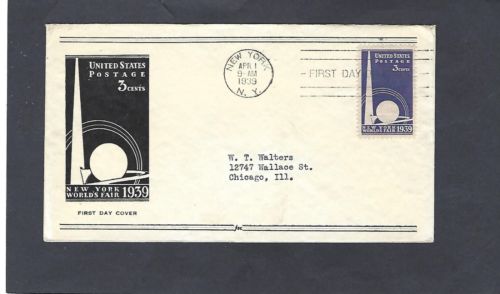 UNITED STATES
POSTAGE
3 CENTS
NEW YORK
WORLD'S FAIR 1939
FIRST DAY COVER
NEW YORK
APR 1
9-AM
1939
N. Y.
FIRST DAY
UNITED STATES
POSTAGE
3 CENTS
NEW YORK
WORLD'S FAIR 1939
W. T. Walters
12747 Wallace St.
Chicago, Ill.